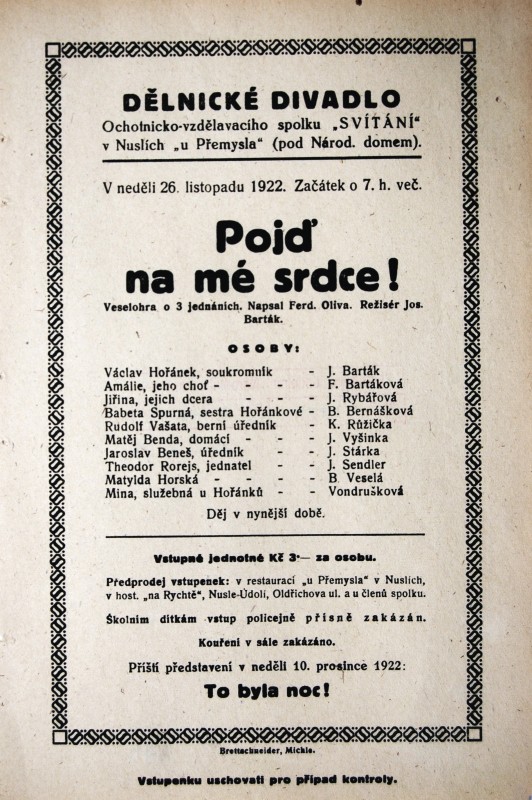 DĚLNICKÉ DIVADLO
Ochotnicko-vzdělavacího spolku „SVÍTÁNÍ“
v Nuslích „u Přemysla“ (pod Národ. domem).
V neděli 26. listopadu 1922. Začátek o 7. h. več.
Pojď
na mé srdce!
Veselohra o 3 jednáních. Napsal Ferd. Oliva. Režisér Jos.
Barták.
OSOBY:
Václav Hořánek, soukromník - J. Barták
Amálie, jeho choť - - - - F. Bartáková
Jiřina, jejich dcera - - - J. Rybářová
Babeta Spurná, sestra Hořánkové - B. Bernášková
Rudolf Vašata, berní úředník - K. Růžička
Matěj Benda, domácí - - - J. Vyšinka
Jaroslav Beneš, úředník - - J. Stárka
Theodor Rorejs, jednatel - - J. Sendler
Matylda Horská - - - - B Veselá
Mina, služebná u Hořánků - - Vondrušková
Děj v nynější době.
Vstupné jednotné Kč 3·— za osobu.
Předprodej vstupenek: v restauraci „u Přemysla“ v Nuslích,
v host. „na Rychtě“, Nusle-Údolí, Oldřichova ul. a u členů spolku.
Školním dítkám vstup policejně přísně zakázán.
Kouření v sále zakázáno.
Příští představení v neděli 10. prosince 1922:
To byla noc!
Brettschneider, Michle.
Vstupenku uschovati pro případ kontroly.